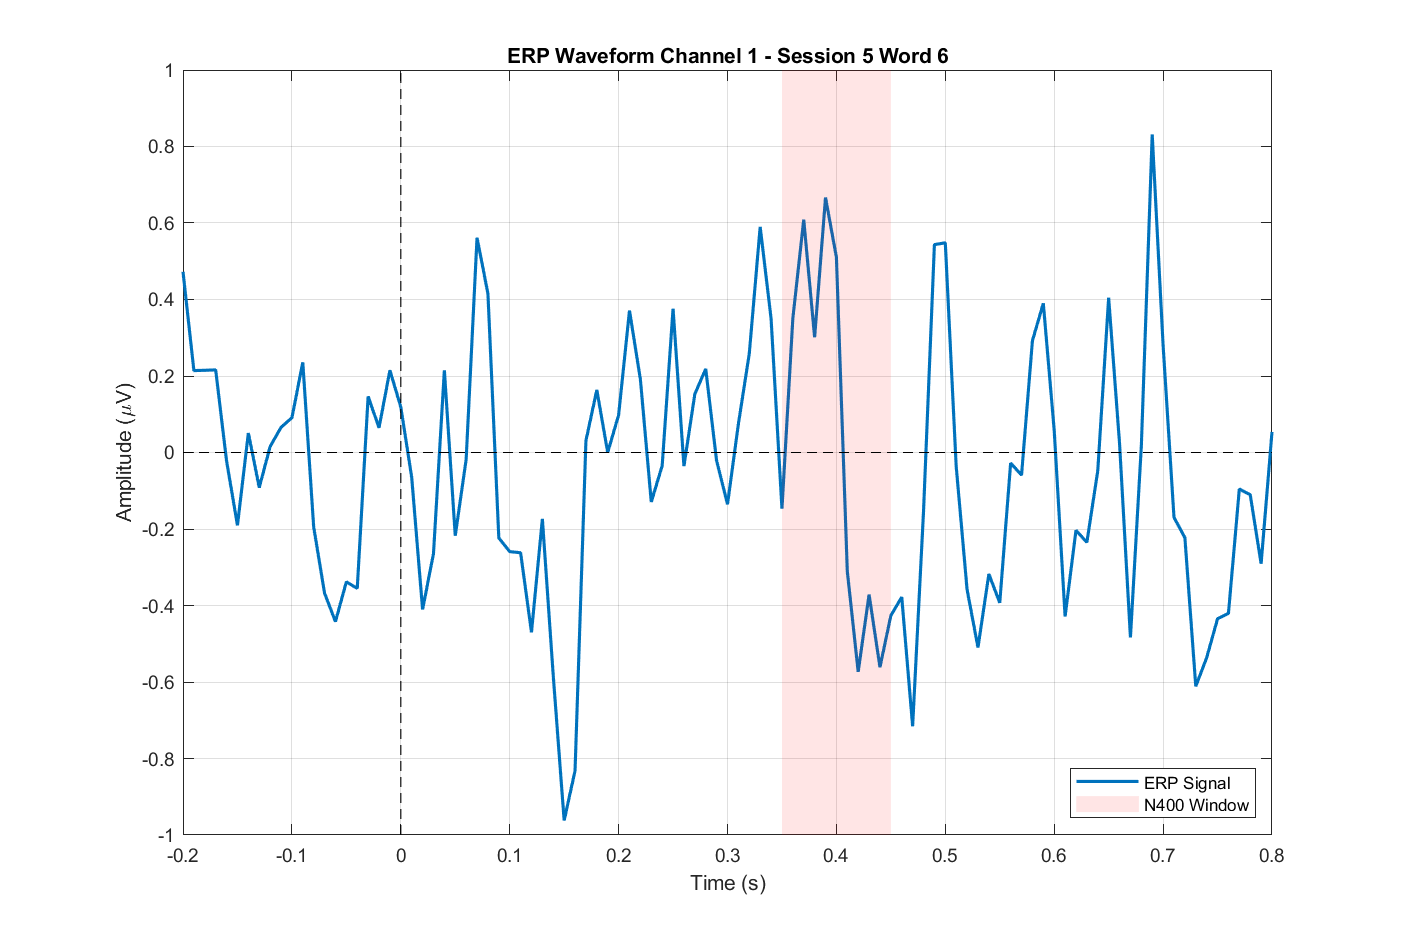 ERP Waveform Channel 1 - Session 5 Word 6
1
0.8
0.6
0.4
0.2
0
-0.2
-0.4
-0.6
-0.8
-1
Amplitude (μV)
ERP Signal
N400 Window
-0.2 -0.1 0 0.1 0.2 0.3 0.4 0.5 0.6 0.7 0.8
Time (s)